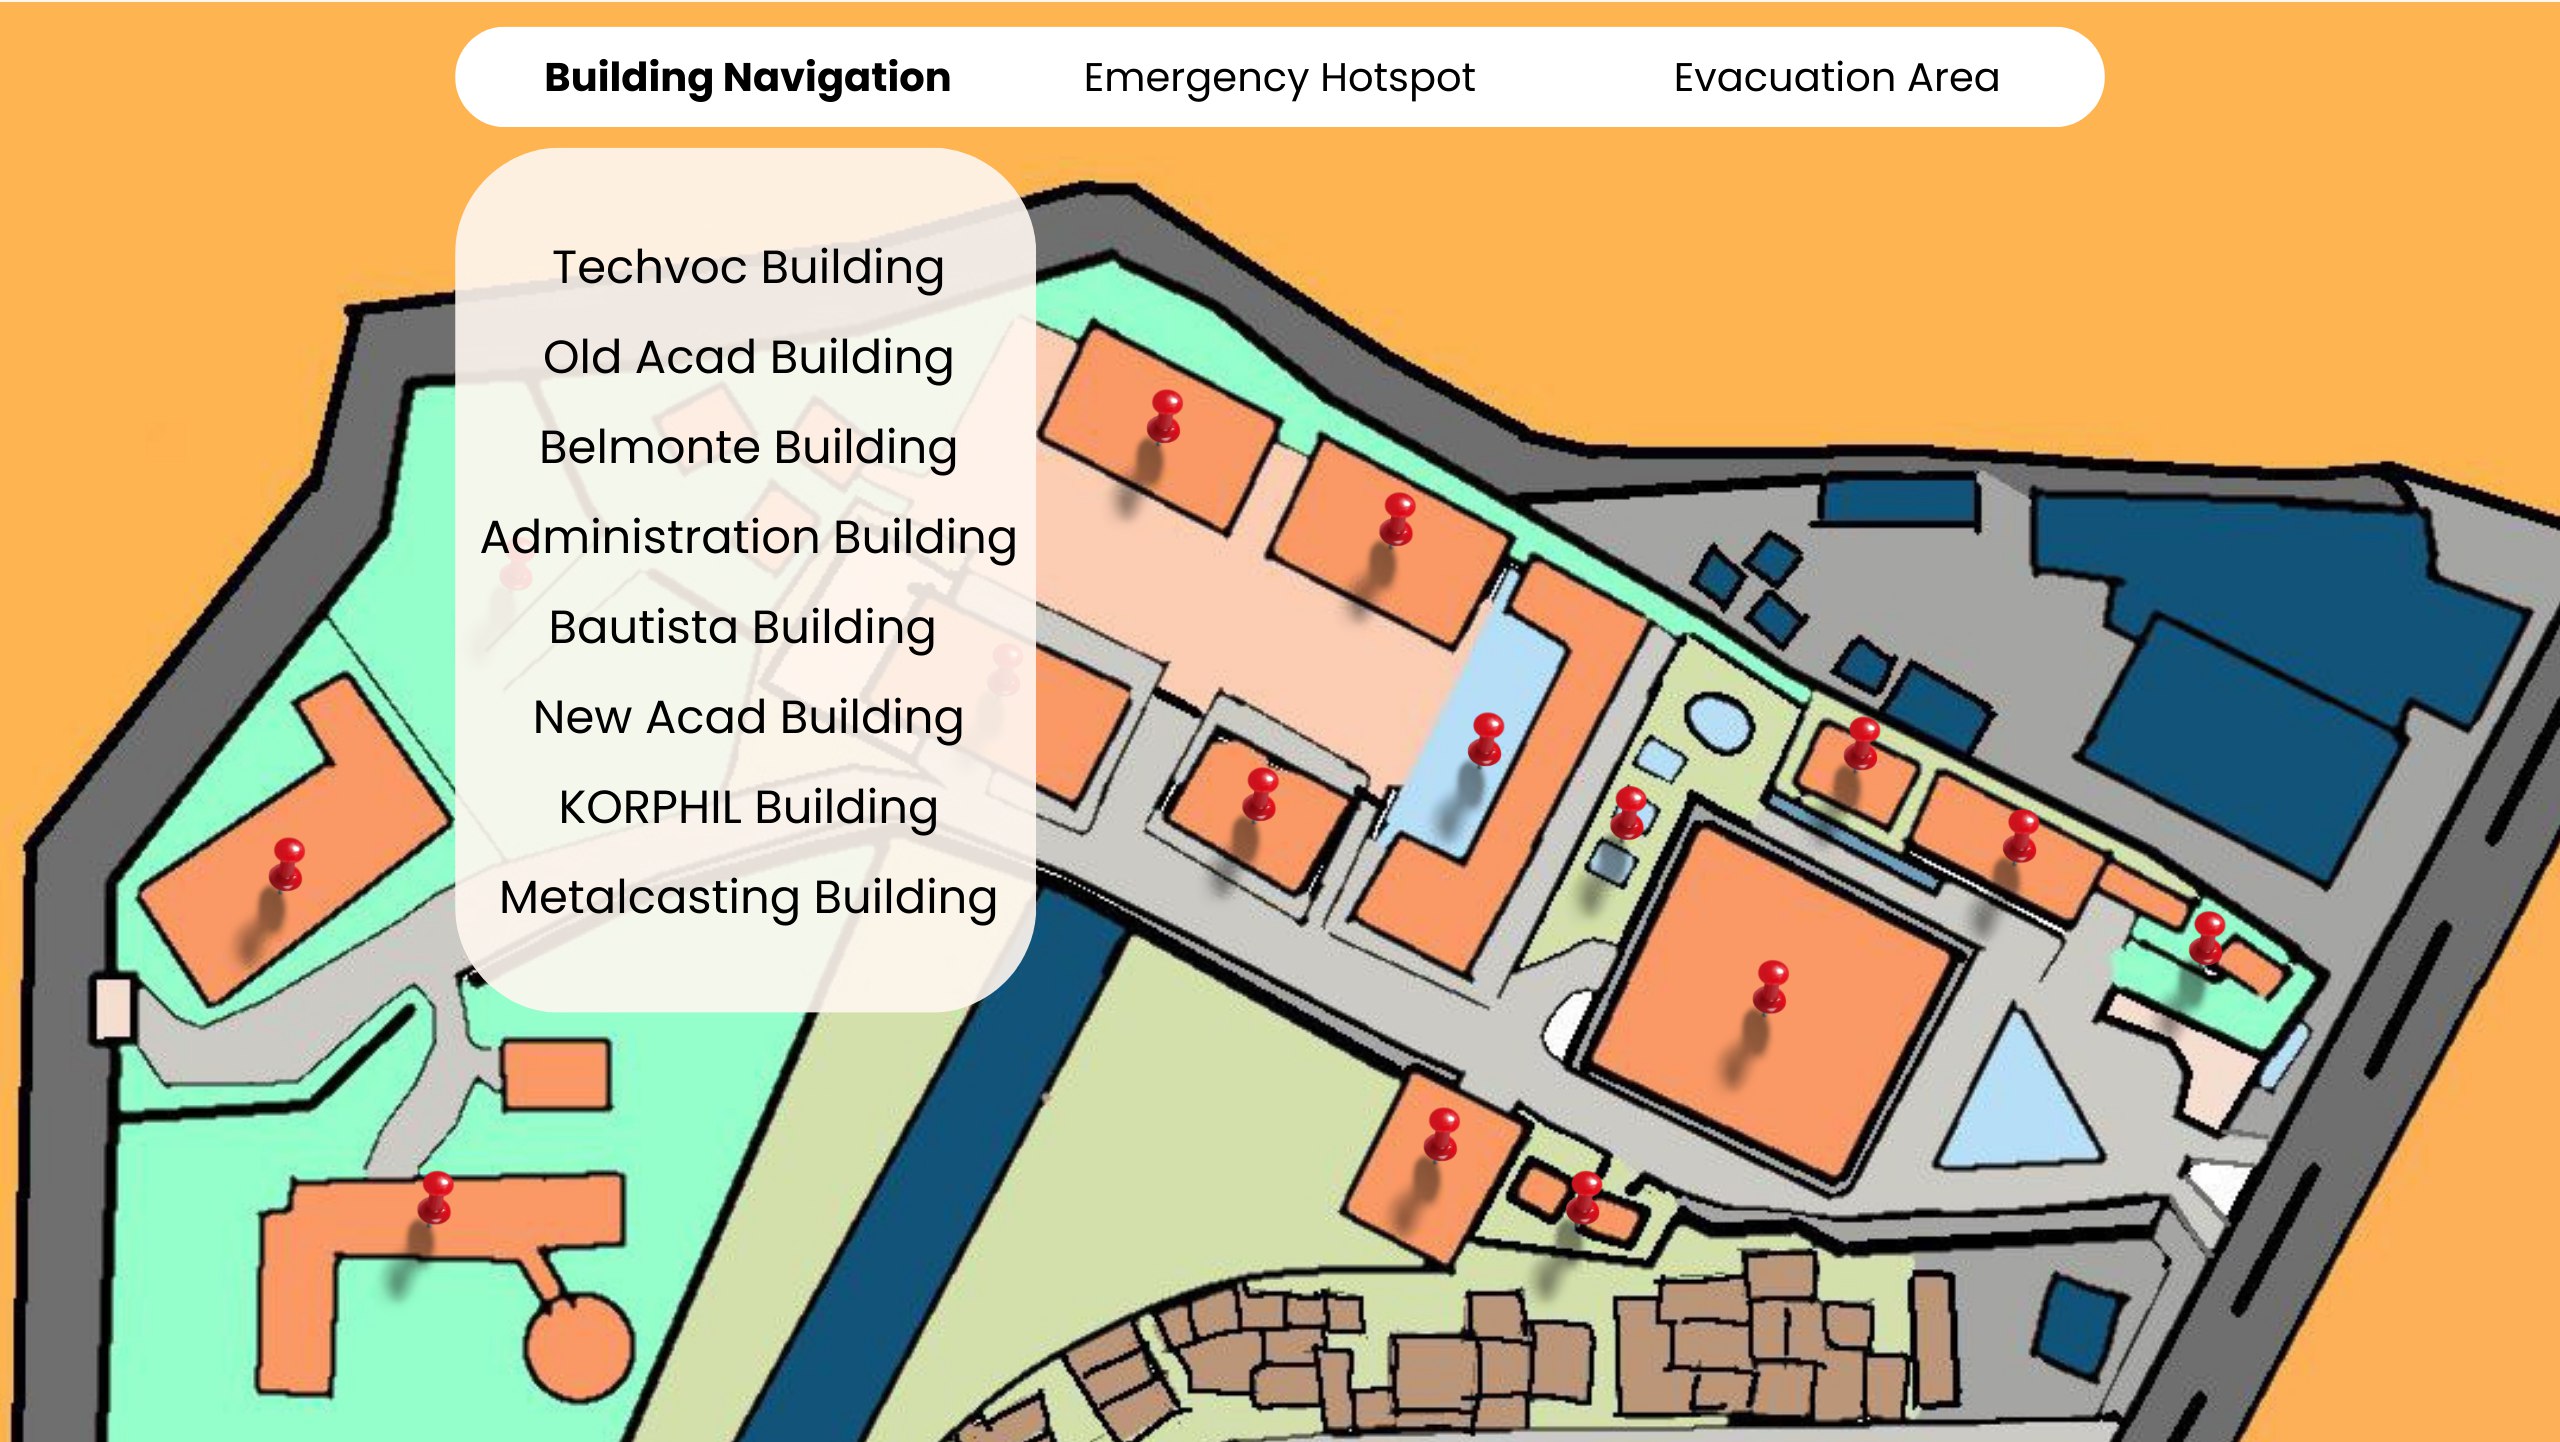 Building Navigation
Emergency Hotspot
Evacuation Area
Techvoc Building
Old Acad Building
Belmonte Building
Administration Building
Bautista Building
New Acad Building
KORPHIL Building
Metalcasting Building